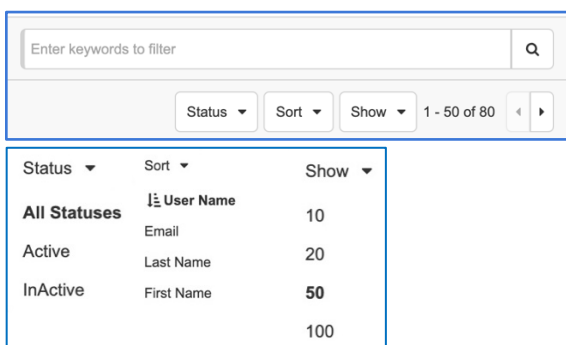 Enter keywords to filter
Status Sort Show 1 - 50 of 80
Status Sort Show
All Statuses User Name 10
Active Email 20
InActive Last Name 50
First Name 100